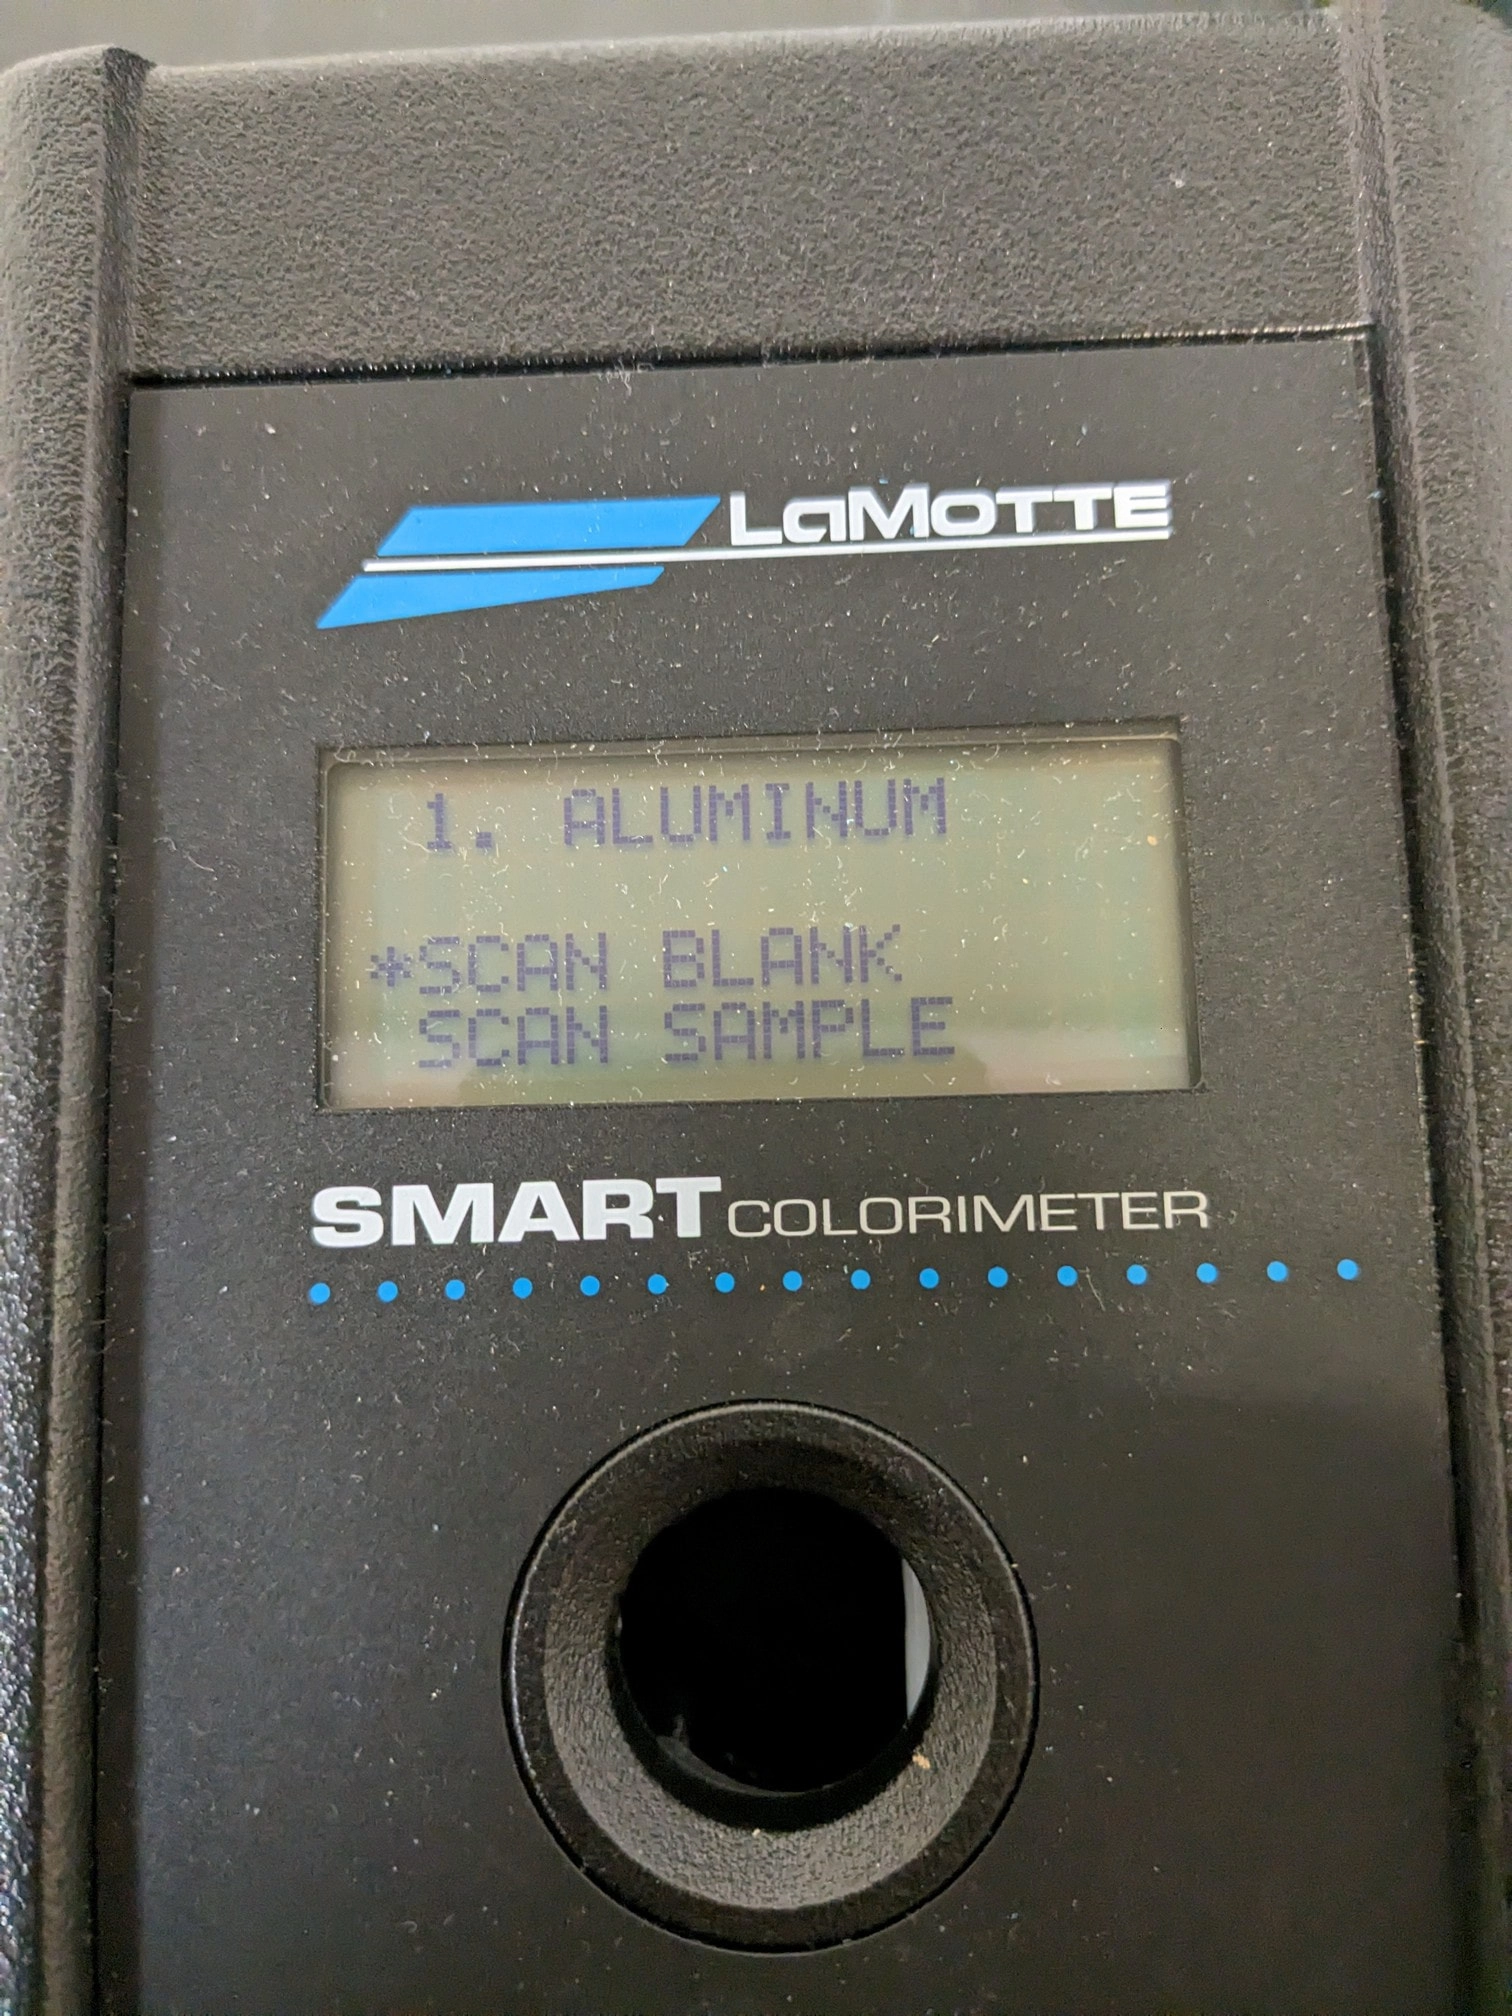 LaMOTTE
1. ALUMINUM
*SCAN BLANK
SCAN SAMPLE
SMART COLORIMETER